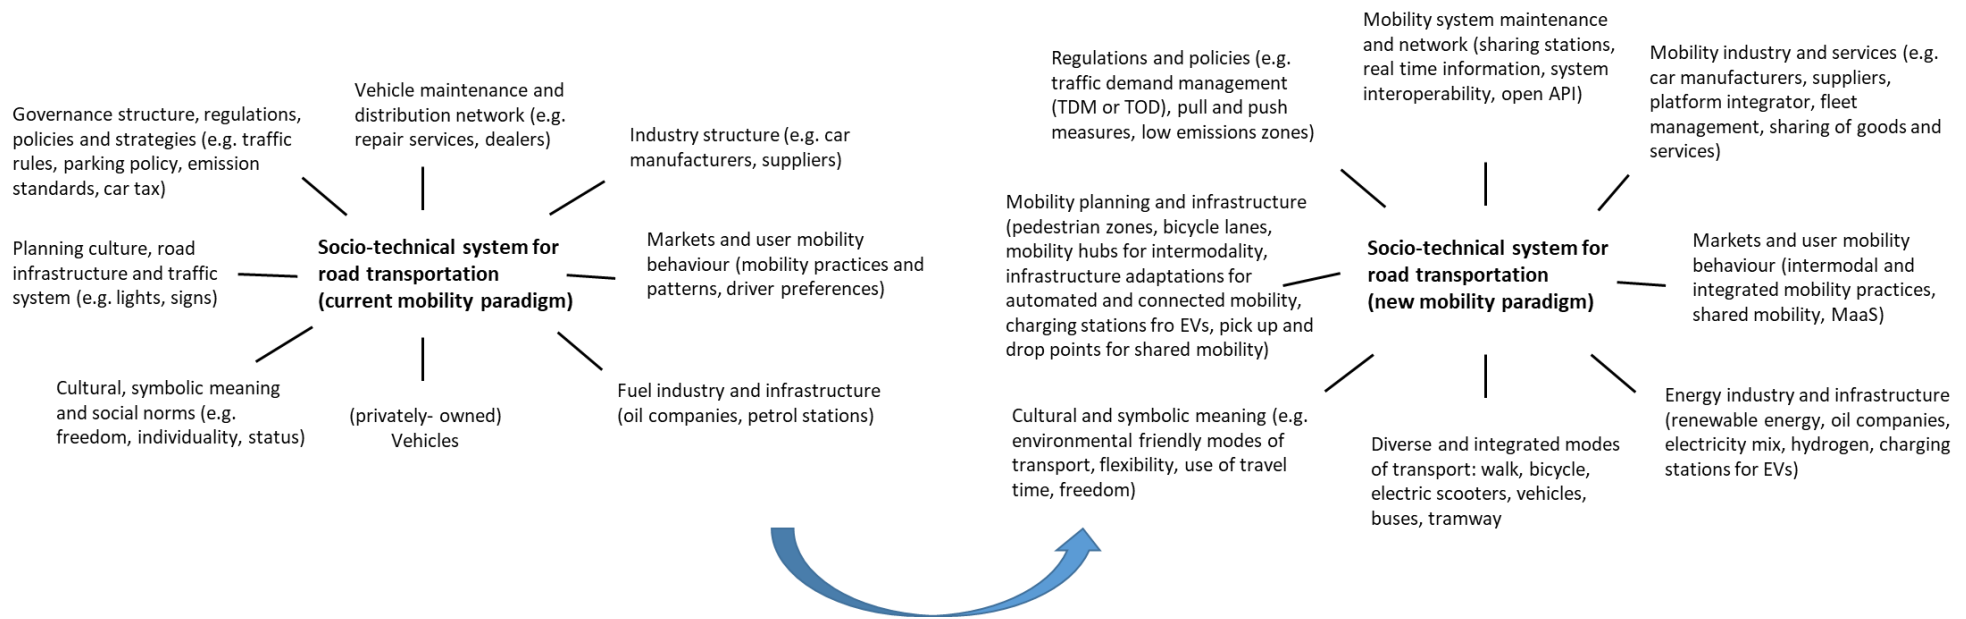 Governance structure, regulations,
policies and strategies (e.g. traffic
rules, parking policy, emission
standards, car tax)
Vehicle maintenance and
distribution network (e.g.
repair services, dealers)
Industry structure (e.g. car
manufacturers, suppliers)
Planning culture, road
infrastructure and traffic
system (e.g. lights, signs)
Socio-technical system for
road transportation
(current mobility paradigm)
Markets and user mobility
behaviour (mobility practices and
patterns, driver preferences)
Cultural, symbolic meaning
and social norms (e.g.
freedom, individuality, status)
(privately- owned)
Vehicles
Fuel industry and infrastructure
(oil companies, petrol stations)
Regulations and policies (e.g.
traffic demand management
(TDM or TOD), pull and push
measures, low emissions zones)
Mobility system maintenance
and network (sharing stations,
real time information, system
interoperability, open API)
Mobility industry and services (e.g.
car manufacturers, suppliers,
platform integrator, fleet
management, sharing of goods and
services)
Mobility planning and infrastructure
(pedestrian zones, bicycle lanes,
mobility hubs for intermodality,
infrastructure adaptations for
automated and connected mobility,
charging stations fro EVs, pick up and
drop points for shared mobility)
Socio-technical system for
road transportation
(new mobility paradigm)
Markets and user mobility
behaviour (intermodal and
integrated mobility practices,
shared mobility, MaaS)
Cultural and symbolic meaning (e.g.
environmental friendly modes of
transport, flexibility, use of travel
time, freedom)
Diverse and integrated modes
of transport: walk, bicycle,
electric scooters, vehicles,
buses, tramway
Energy industry and infrastructure
(renewable energy, oil companies,
electricity mix, hydrogen, charging
stations for EVs)